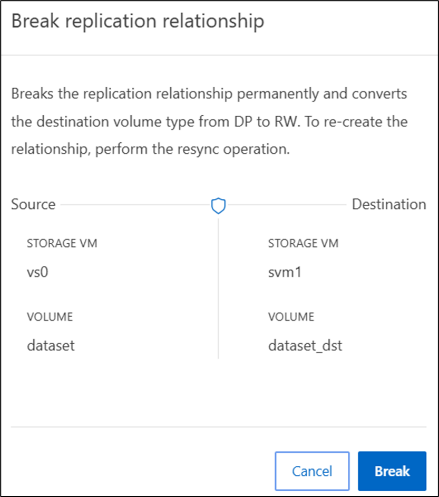 Break replication relationship
Breaks the replication relationship permanently and converts
the destination volume type from DP to RW. To re-create the
relationship, perform the resync operation.
Source Destination
STORAGE VM STORAGE VM
vs0 svm1
VOLUME VOLUME
dataset dataset_dst
Cancel Break